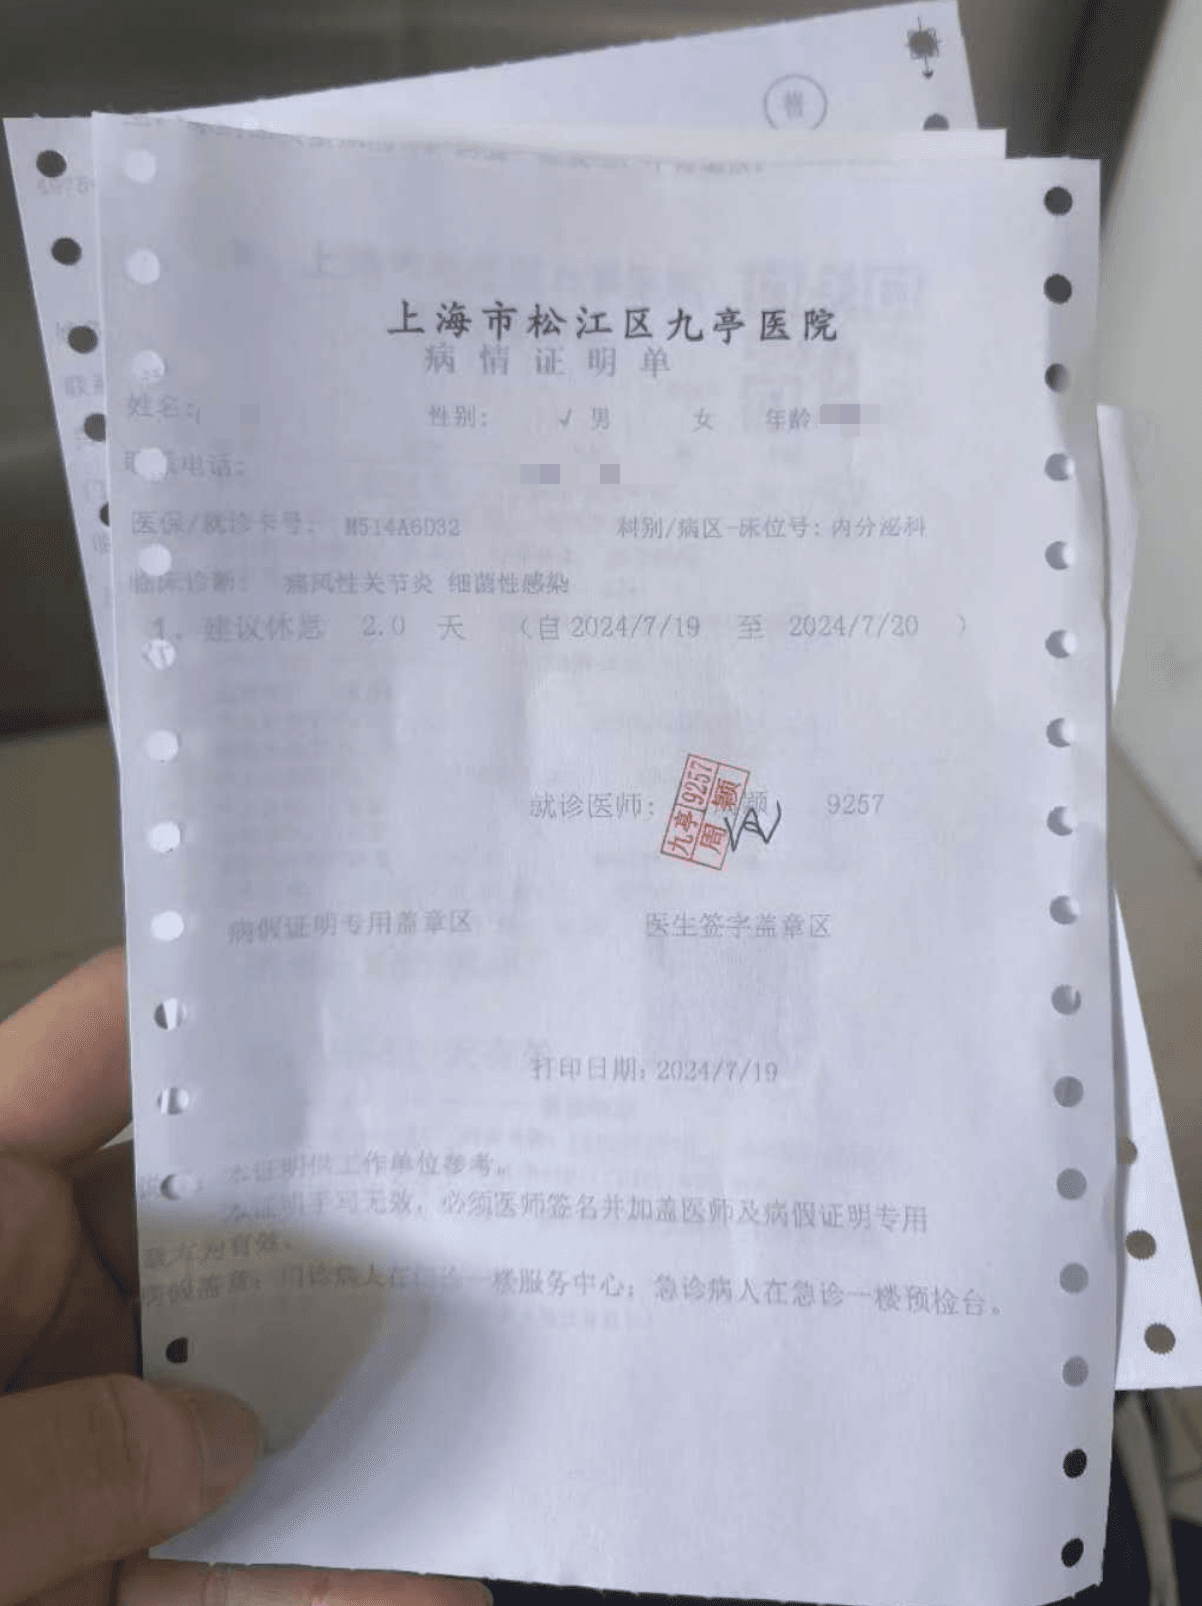 上海市松江区九亭医院
病情证明单
姓名: 性别: √ 男 女 年龄
联系电话:
医保/就诊卡号: M514A6D32 科别/病区-床位号: 内分泌科
临床诊断: 痛风性关节炎 细菌性感染
1. 建议休息 2.0 天 (自 2024/7/19 至 2024/7/20 )
就诊医师: 周颖 9257
九亭 9257
周颖
病假证明专用盖章区 医生签字盖章区
打印日期: 2024/7/19
说明: 本证明供工作单位参考。
本证明手写无效, 必须医师签名并加盖医师及病假证明专用
章方为有效。
病假盖章: 门诊病人在门诊一楼服务中心; 急诊病人在急诊一楼预检台。